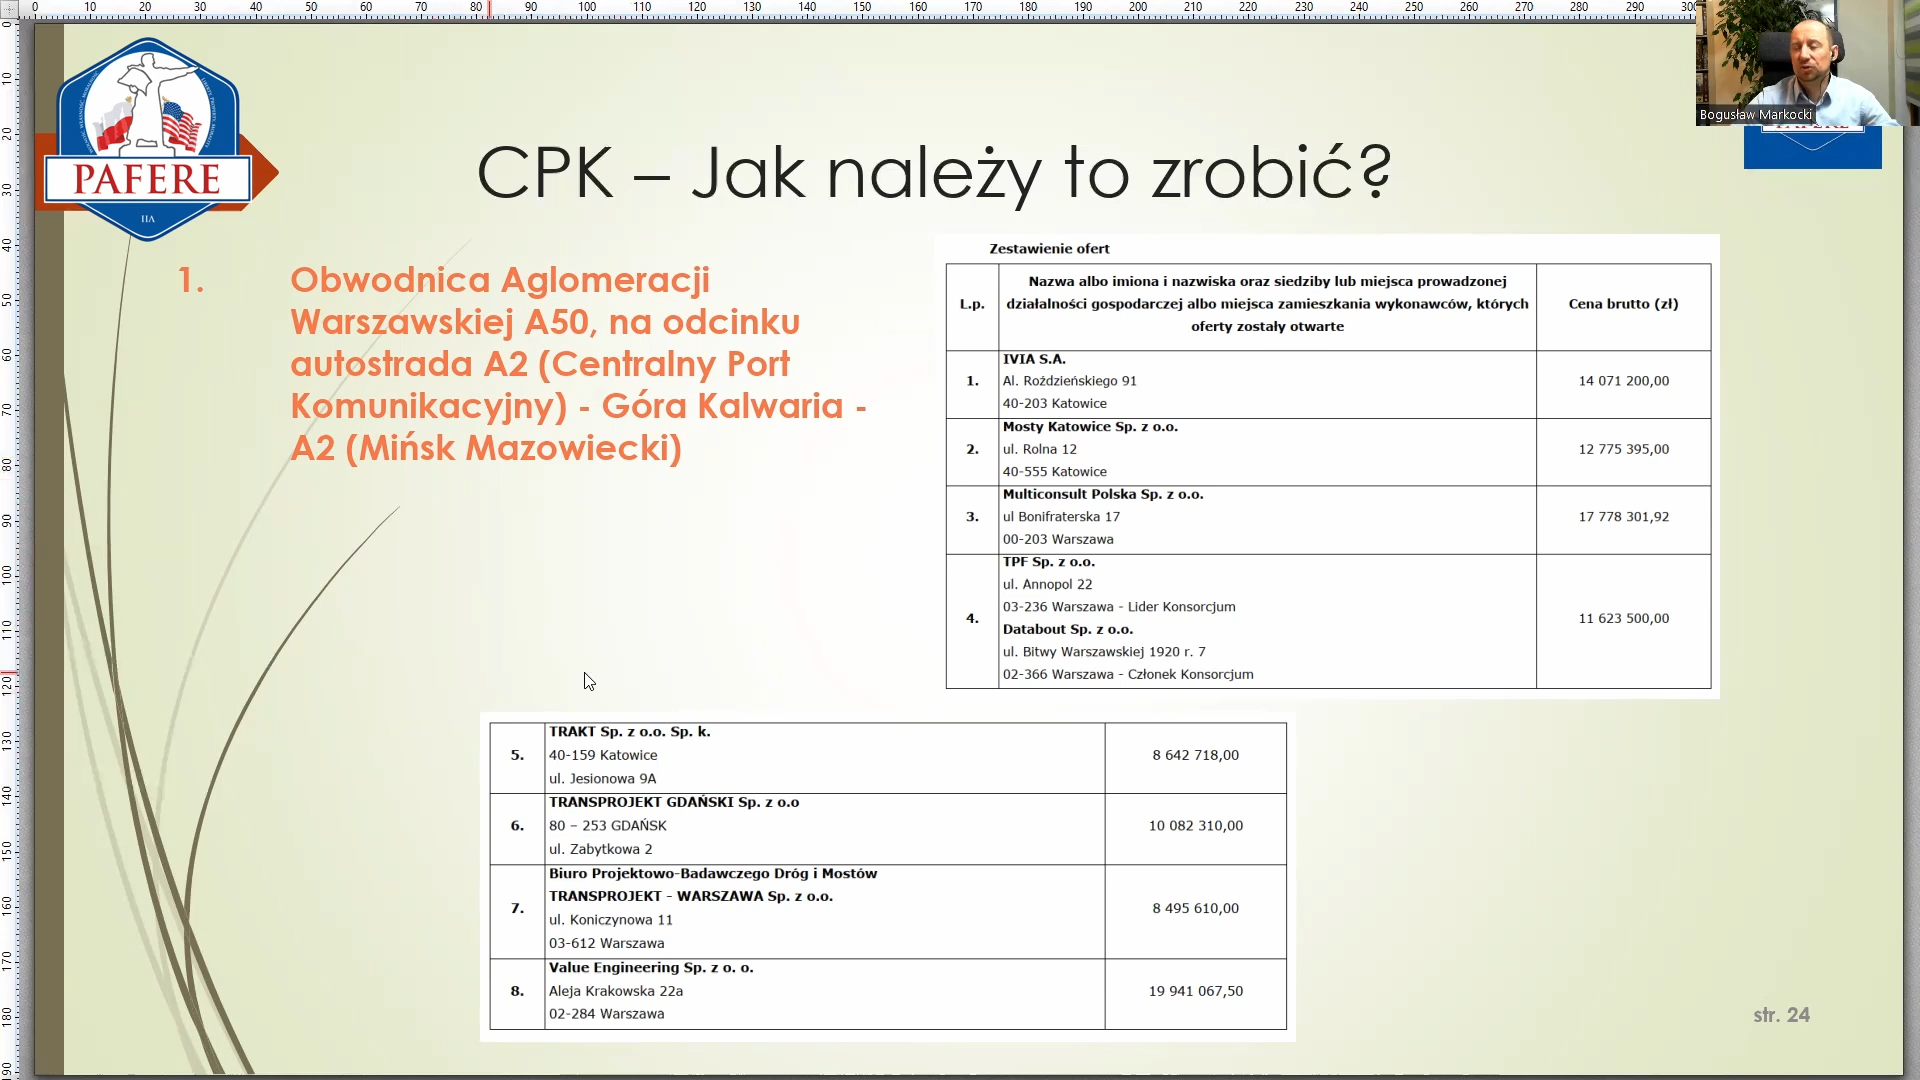 Bogusław Markocki
PAFERE
CPK – Jak należy to zrobić?
1. Obwodnica Aglomeracji
Warszawskiej A50, na odcinku
autostrada A2 (Centralny Port
Komunikacyjny) - Góra Kalwaria -
A2 (Mińsk Mazowiecki)
Zestawienie ofert
L.p.
Nazwa albo imiona i nazwiska oraz siedziby lub miejsca prowadzonej
działalności gospodarczej albo miejsca zamieszkania wykonawców, których
oferty zostały otwarte
Cena brutto (zł)
1.
IVIA S.A.
Al. Roździeńskiego 91
40-203 Katowice
14 071 200,00
2.
Mosty Katowice Sp. z o.o.
ul. Rolna 12
40-555 Katowice
12 775 395,00
3.
Multiconsult Polska Sp. z o.o.
ul Bonifraterska 17
00-203 Warszawa
17 778 301,92
4.
TPF Sp. z o.o.
ul. Annopol 22
03-236 Warszawa - Lider Konsorcjum
Databout Sp. z o.o.
ul. Bitwy Warszawskiej 1920 r. 7
02-366 Warszawa - Członek Konsorcjum
11 623 500,00
5.
TRAKT Sp. z o.o. Sp. k.
40-159 Katowice
ul. Jesionowa 9A
8 642 718,00
6.
TRANSPROJEKT GDAŃSKI Sp. z o.o
80 – 253 GDAŃSK
ul. Zabytkowa 2
10 082 310,00
7.
Biuro Projektowo-Badawczego Dróg i Mostów
TRANSPROJEKT - WARSZAWA Sp. z o.o.
ul. Koniczynowa 11
03-612 Warszawa
8 495 610,00
8.
Value Engineering Sp. z o. o.
Aleja Krakowska 22a
02-284 Warszawa
19 941 067,50
str. 24